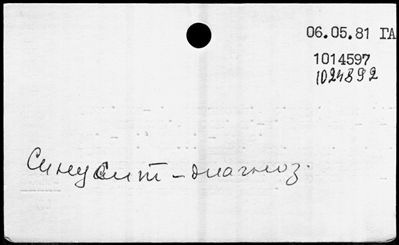 06.05.81 ГА
1014597
1024892
Синусит - диагноз.